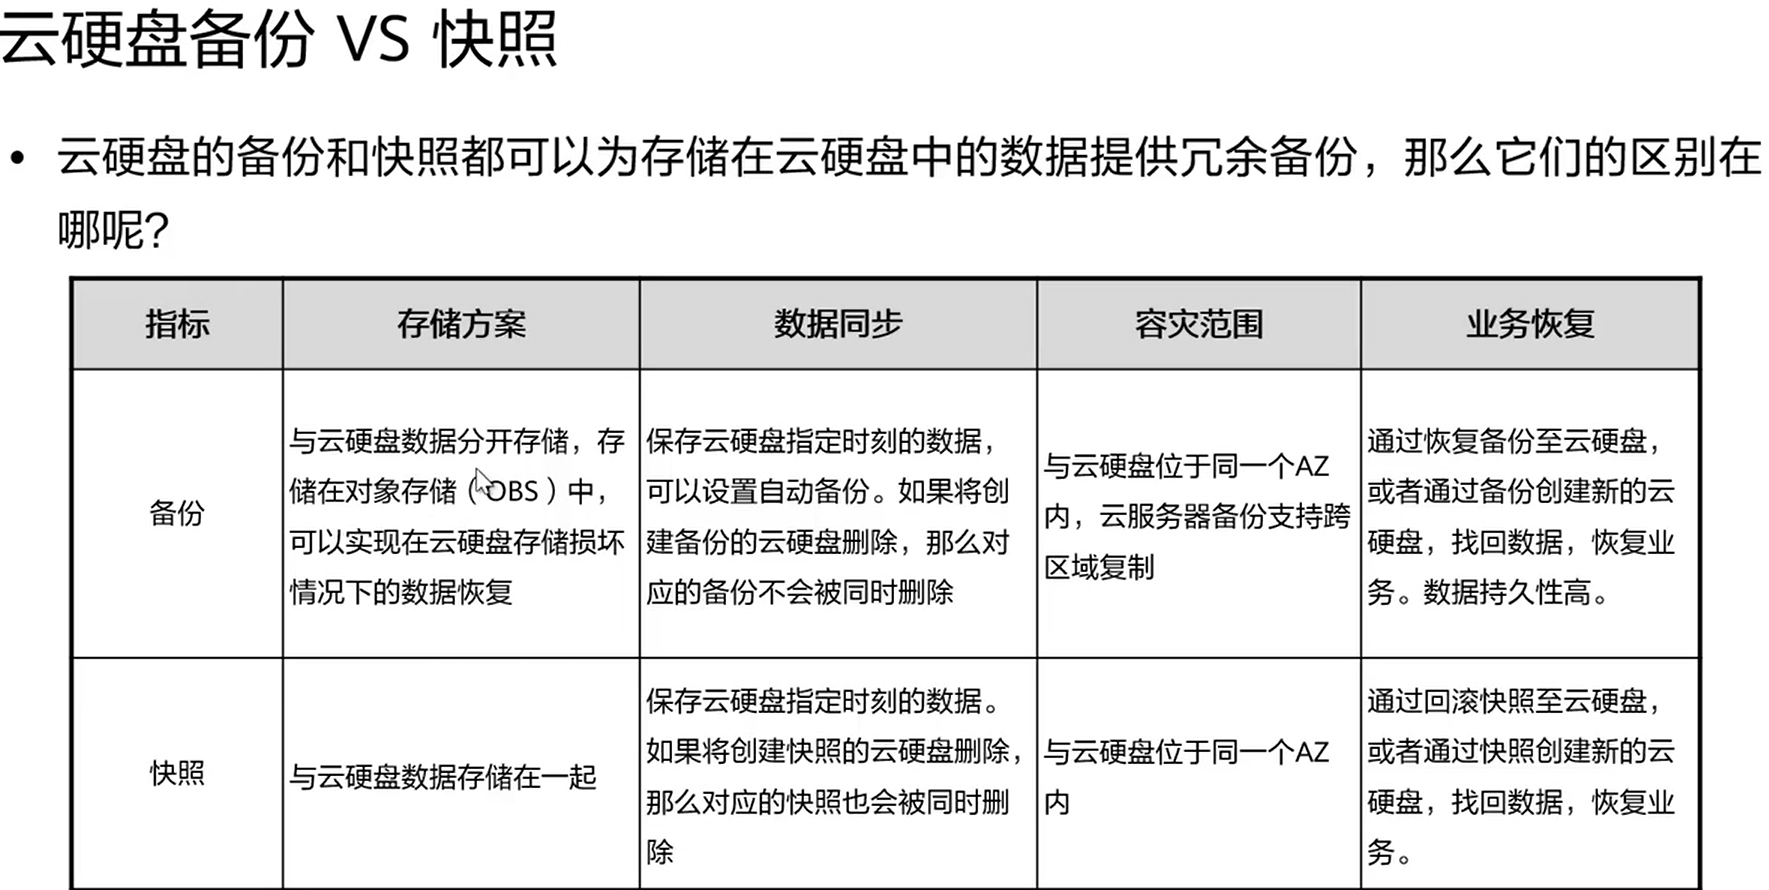 云硬盘备份 VS 快照
• 云硬盘的备份和快照都可以为存储在云硬盘中的数据提供冗余备份，那么它们的区别在
哪呢？
指标
存储方案
数据同步
容灾范围
业务恢复
备份
与云硬盘数据分开存储，存
储在对象存储（OBS）中，
可以实现在云硬盘存储损坏
情况下的数据恢复
保存云硬盘指定时刻的数据，
可以设置自动备份。如果将创
建备份的云硬盘删除，那么对
应的备份不会被同时删除
与云硬盘位于同一个AZ
内，云服务器备份支持跨
区域复制
通过恢复备份至云硬盘，
或者通过备份创建新的云
硬盘，找回数据，恢复业
务。数据持久性高。
快照
与云硬盘数据存储在一起
保存云硬盘指定时刻的数据。
如果将创建快照的云硬盘删除，
那么对应的快照也会被同时删
除
与云硬盘位于同一个AZ
内
通过回滚快照至云硬盘，
或者通过快照创建新的云
硬盘，找回数据，恢复业
务。